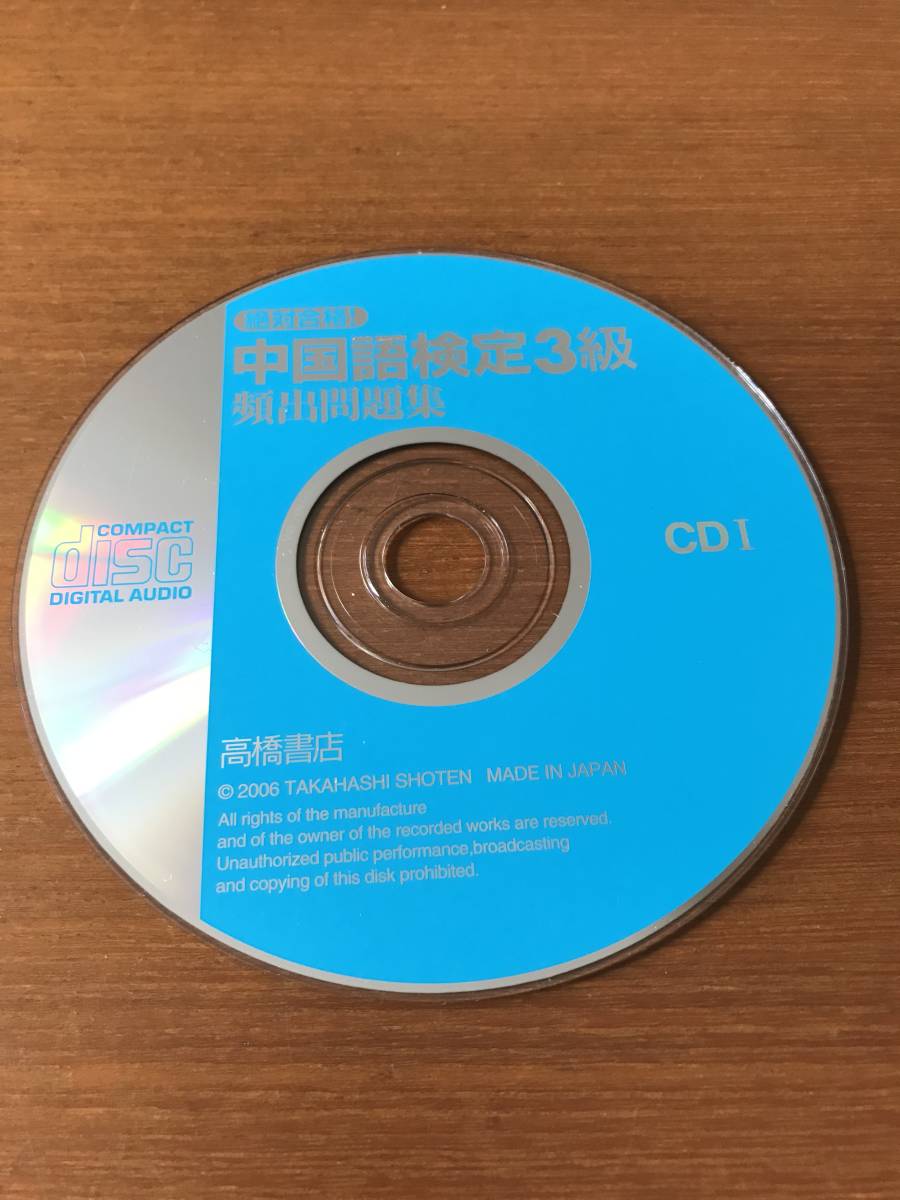 絶対合格!
中国語検定3級
頻出問題集
COMPACT
disc
DIGITAL AUDIO
CD I
高橋書店
© 2006 TAKAHASHI SHOTEN MADE IN JAPAN
All rights of the manufacture
and of the owner of the recorded works are reserved.
Unauthorized public performance,broadcasting
and copying of this disk prohibited.